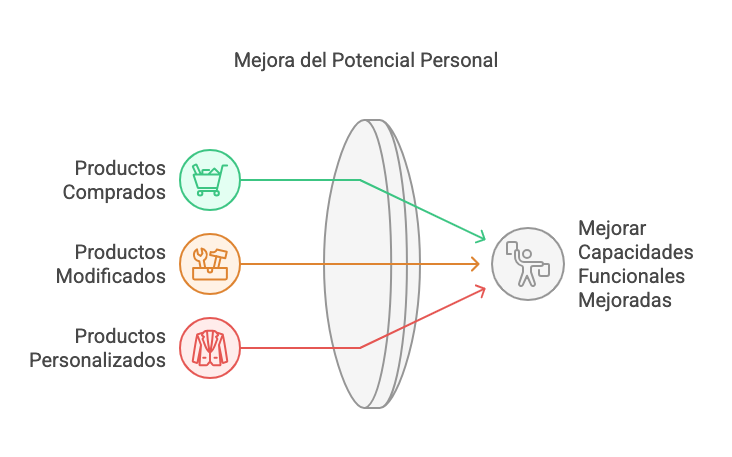 Mejora del Potencial Personal
Productos
Comprados
Productos
Modificados
Productos
Personalizados
Mejorar
Capacidades
Funcionales
Mejoradas